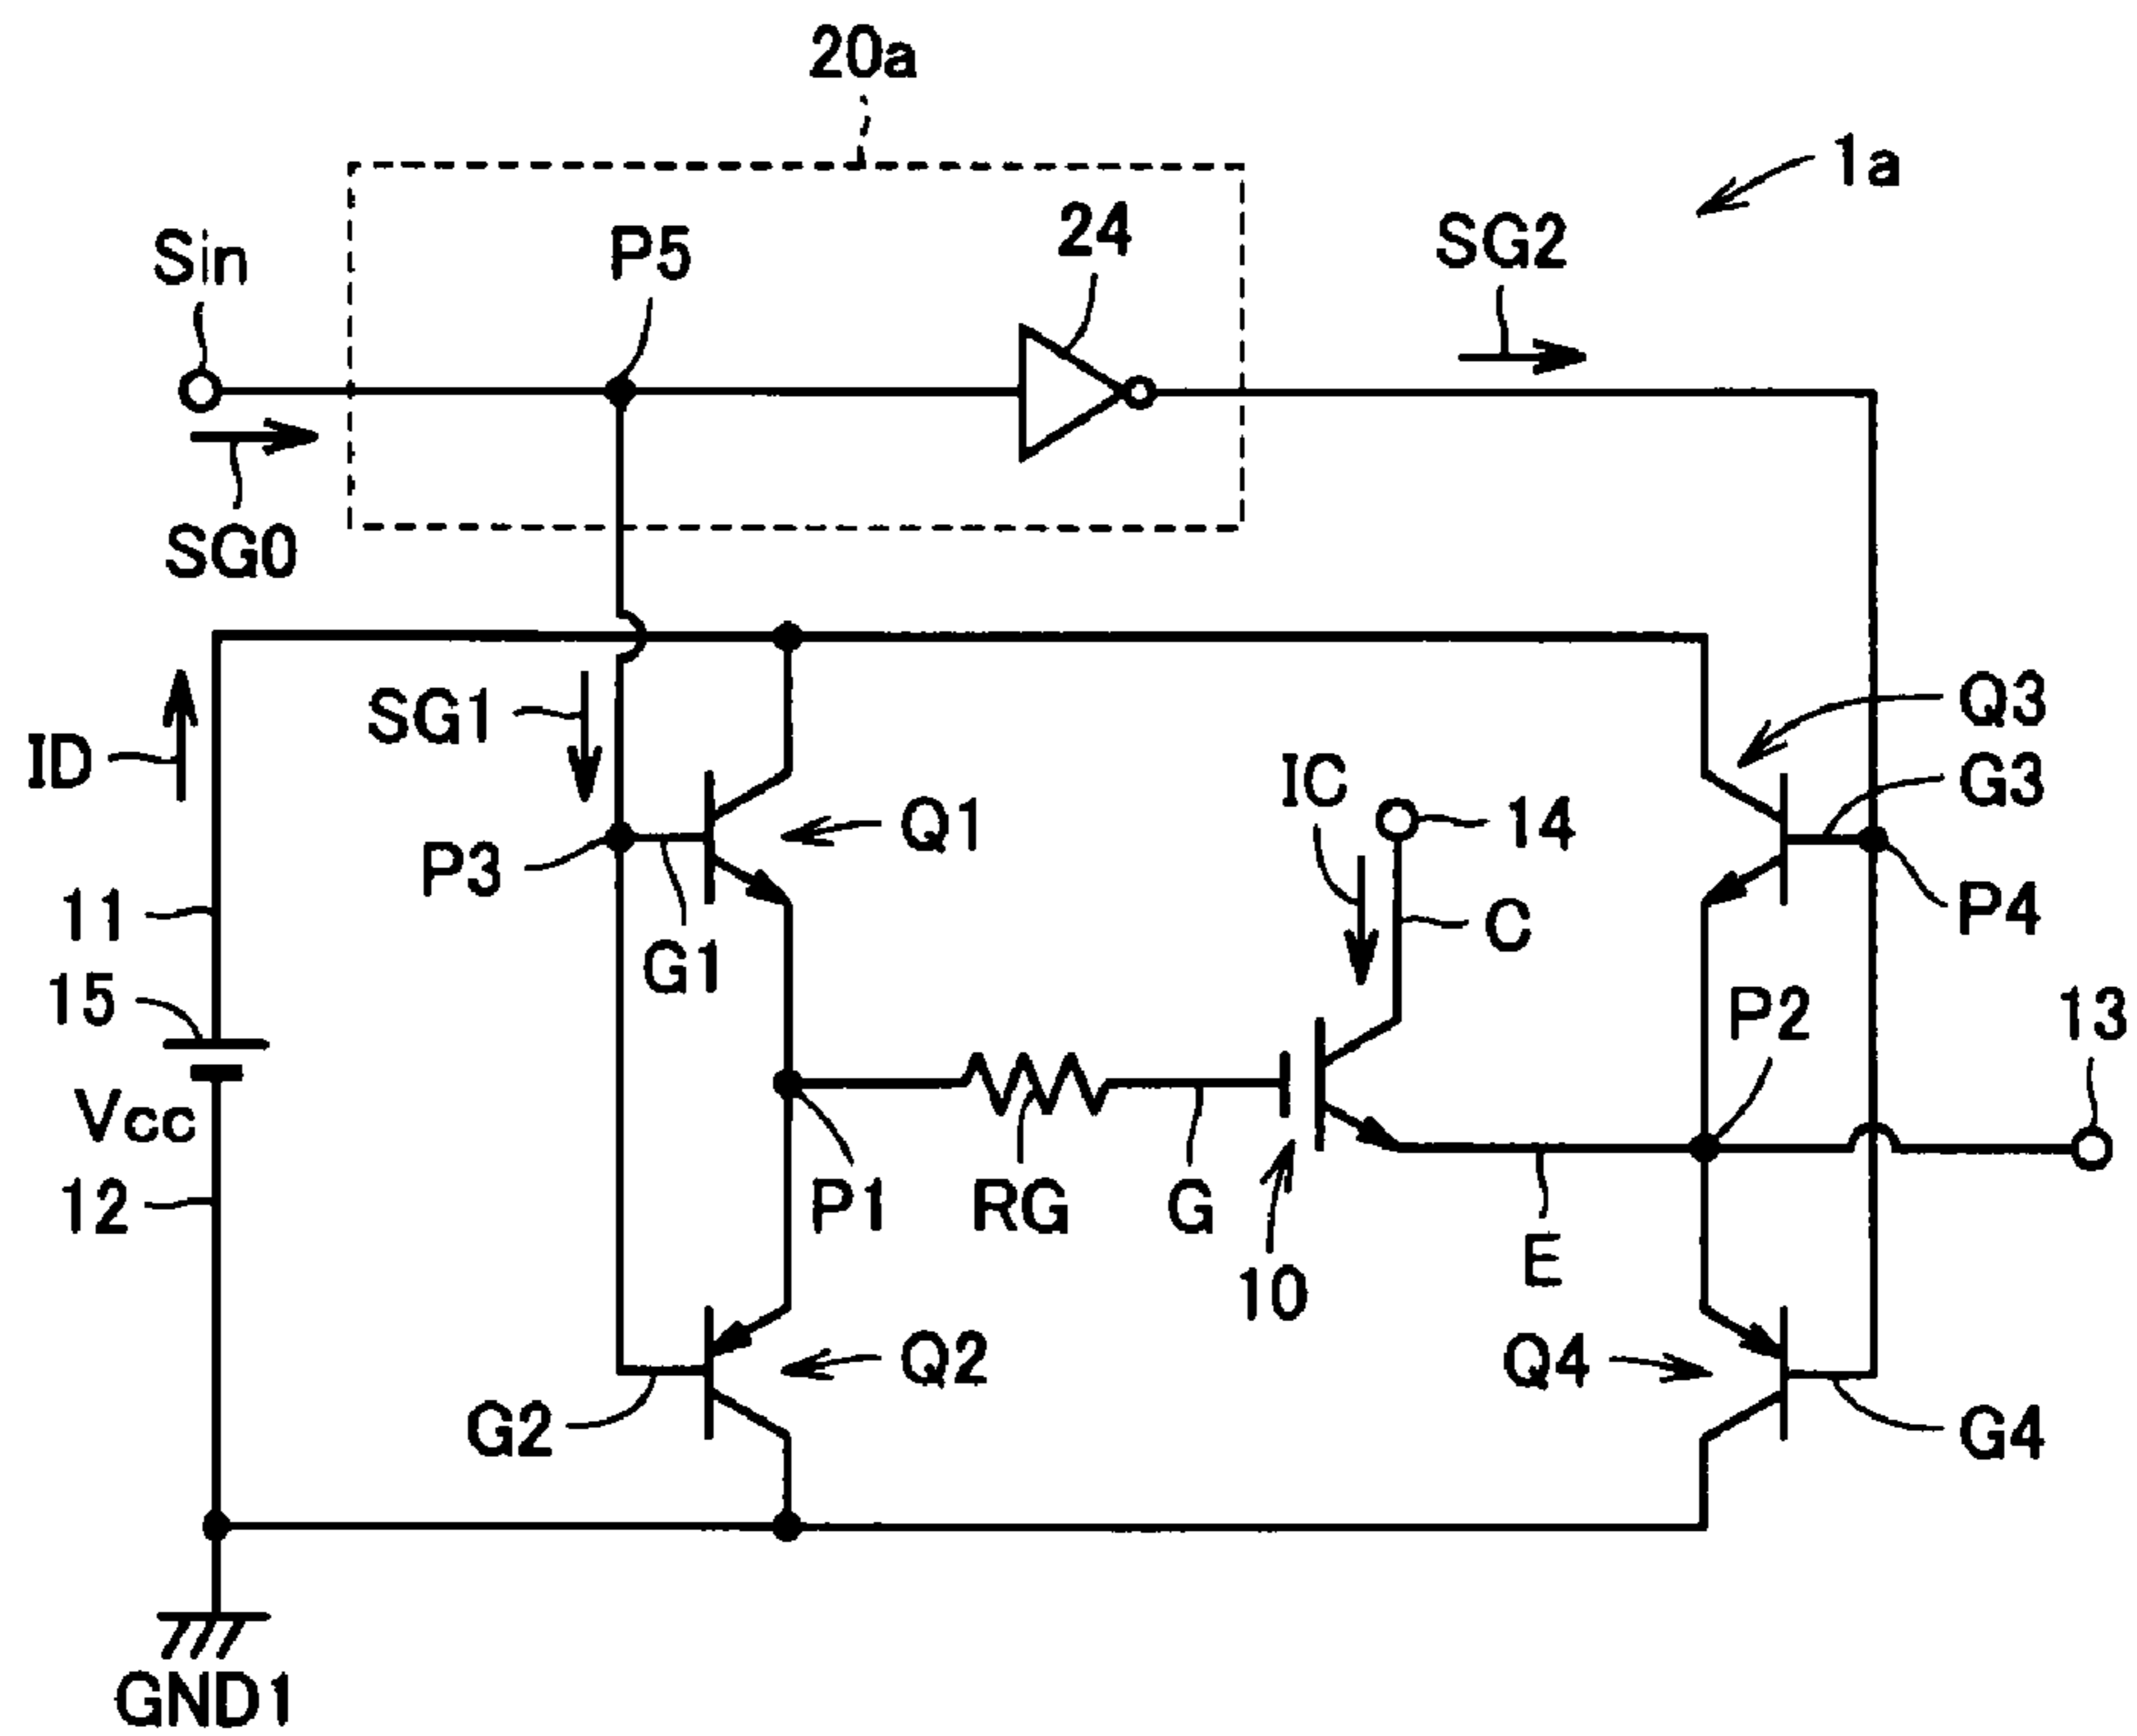 20a
1a
Sin
P5
24
SG2
SG0
Q3
ID
SG1
IC
G3
Q1
14
P3
11
C
P4
G1
15
P2
13
Vcc
12
P1
RG
G
E
10
Q2
Q4
G2
G4
GND1